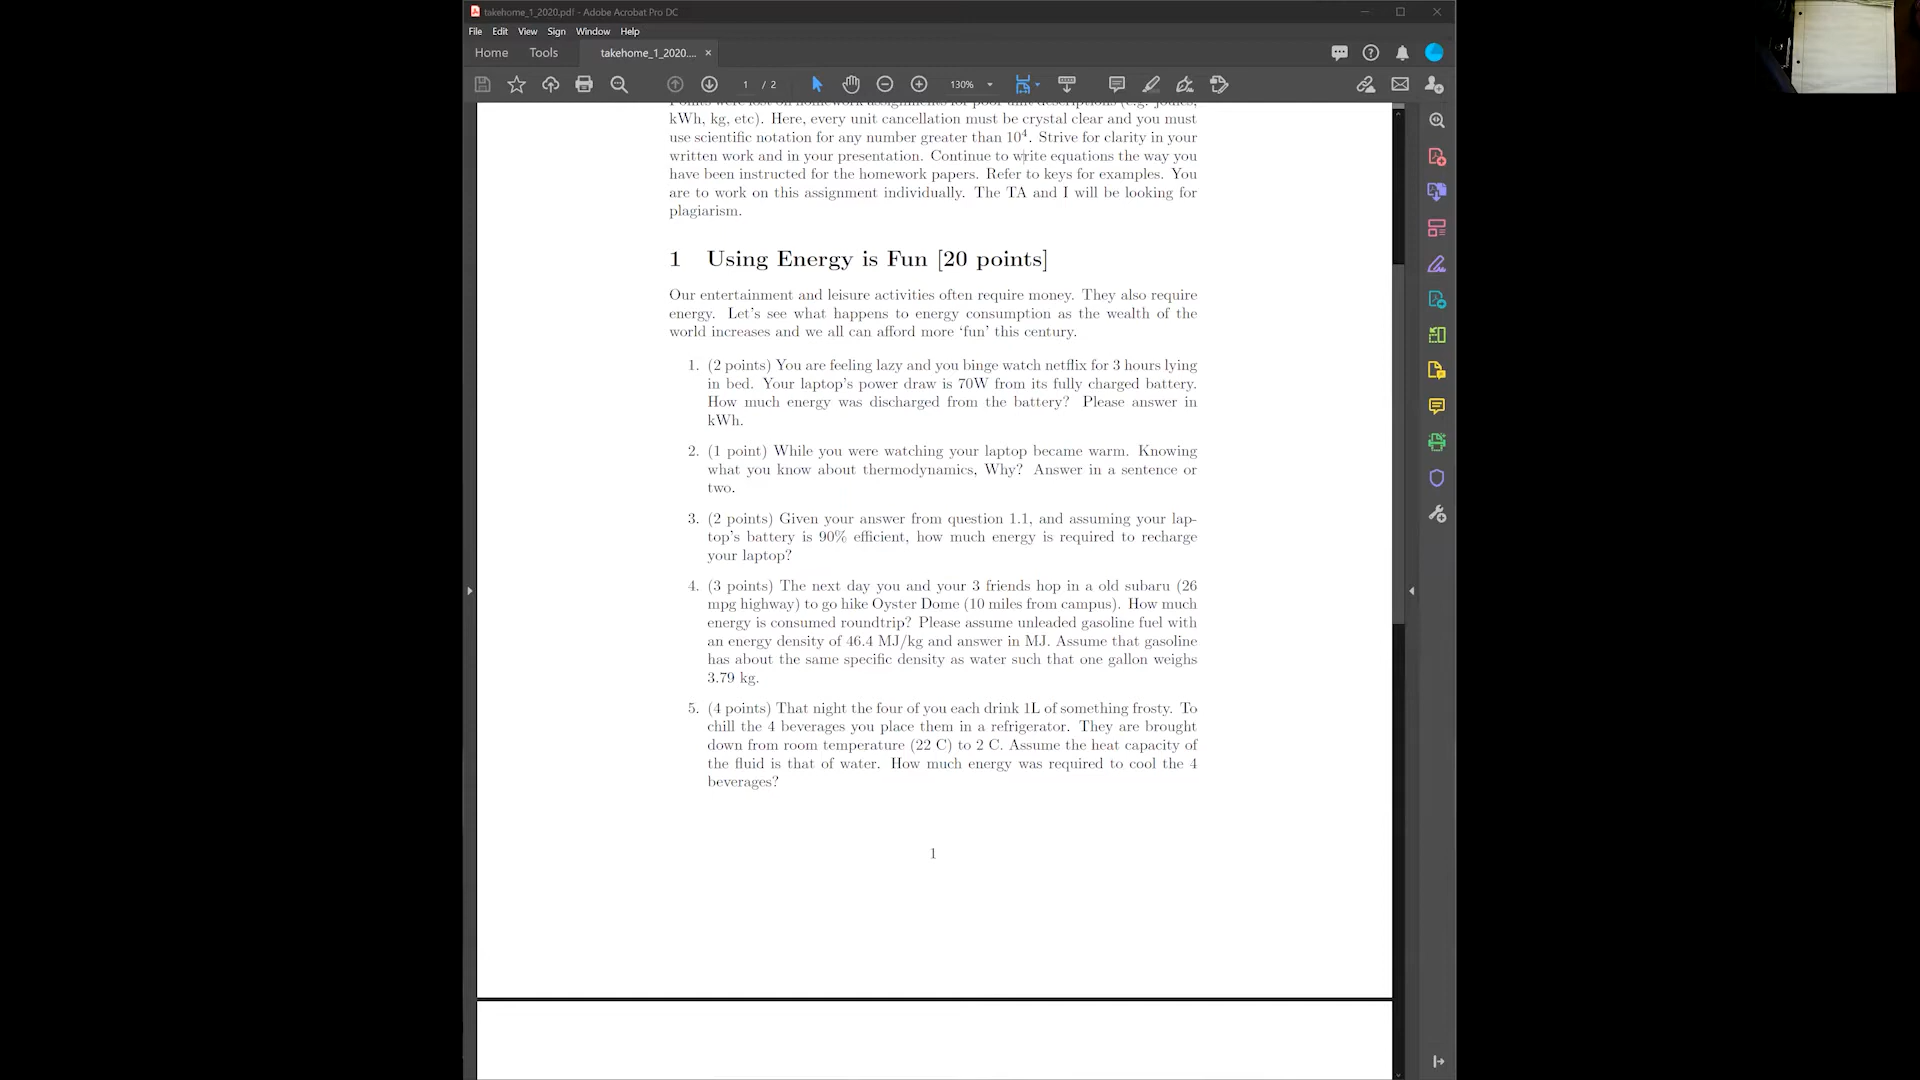 takehome_1_2020.pdf - Adobe Acrobat Pro DC
File Edit View Sign Window Help
Home Tools takehome_1_2020.... ×
1 / 2 130%
Points were lost on homework assignments for poor unit descriptions (e.g. joules,
kWh, kg, etc). Here, every unit cancellation must be crystal clear and you must
use scientific notation for any number greater than 10⁴. Strive for clarity in your
written work and in your presentation. Continue to write equations the way you
have been instructed for the homework papers. Refer to keys for examples. You
are to work on this assignment individually. The TA and I will be looking for
plagiarism.
1 Using Energy is Fun [20 points]
Our entertainment and leisure activities often require money. They also require
energy. Let's see what happens to energy consumption as the wealth of the
world increases and we all can afford more 'fun' this century.
1. (2 points) You are feeling lazy and you binge watch netflix for 3 hours lying
in bed. Your laptop's power draw is 70W from its fully charged battery.
How much energy was discharged from the battery? Please answer in
kWh.
2. (1 point) While you were watching your laptop became warm. Knowing
what you know about thermodynamics, Why? Answer in a sentence or
two.
3. (2 points) Given your answer from question 1.1, and assuming your lap-
top's battery is 90% efficient, how much energy is required to recharge
your laptop?
4. (3 points) The next day you and your 3 friends hop in a old subaru (26
mpg highway) to go hike Oyster Dome (10 miles from campus). How much
energy is consumed roundtrip? Please assume unleaded gasoline fuel with
an energy density of 46.4 MJ/kg and answer in MJ. Assume that gasoline
has about the same specific density as water such that one gallon weighs
3.79 kg.
5. (4 points) That night the four of you each drink 1L of something frosty. To
chill the 4 beverages you place them in a refrigerator. They are brought
down from room temperature (22 C) to 2 C. Assume the heat capacity of
the fluid is that of water. How much energy was required to cool the 4
beverages?
1